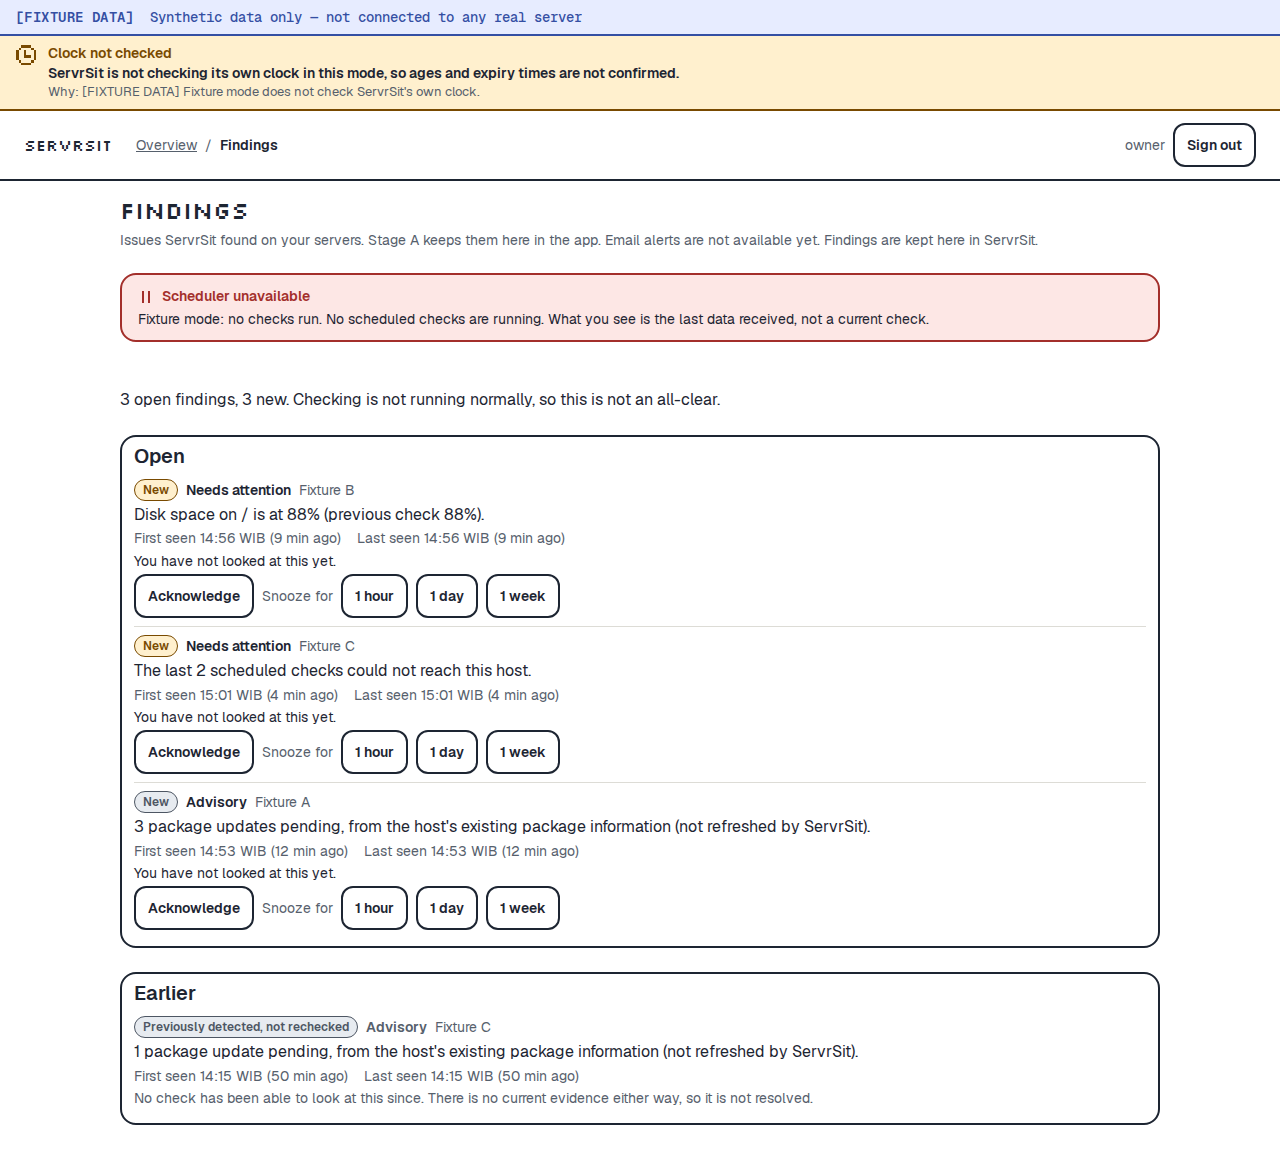 [FIXTURE DATA] Synthetic data only — not connected to any real server
Clock not checked
ServrSit is not checking its own clock in this mode, so ages and expiry times are not confirmed.
Why: [FIXTURE DATA] Fixture mode does not check ServrSit's own clock.
SERVRSIT Overview / Findings owner Sign out
FINDINGS
Issues ServrSit found on your servers. Stage A keeps them here in the app. Email alerts are not available yet. Findings are kept here in ServrSit.
Scheduler unavailable
Fixture mode: no checks run. No scheduled checks are running. What you see is the last data received, not a current check.
3 open findings, 3 new. Checking is not running normally, so this is not an all-clear.
Open
New Needs attention Fixture B
Disk space on / is at 88% (previous check 88%).
First seen 14:56 WIB (9 min ago) Last seen 14:56 WIB (9 min ago)
You have not looked at this yet.
Acknowledge Snooze for 1 hour 1 day 1 week
New Needs attention Fixture C
The last 2 scheduled checks could not reach this host.
First seen 15:01 WIB (4 min ago) Last seen 15:01 WIB (4 min ago)
You have not looked at this yet.
Acknowledge Snooze for 1 hour 1 day 1 week
New Advisory Fixture A
3 package updates pending, from the host's existing package information (not refreshed by ServrSit).
First seen 14:53 WIB (12 min ago) Last seen 14:53 WIB (12 min ago)
You have not looked at this yet.
Acknowledge Snooze for 1 hour 1 day 1 week
Earlier
Previously detected, not rechecked Advisory Fixture C
1 package update pending, from the host's existing package information (not refreshed by ServrSit).
First seen 14:15 WIB (50 min ago) Last seen 14:15 WIB (50 min ago)
No check has been able to look at this since. There is no current evidence either way, so it is not resolved.